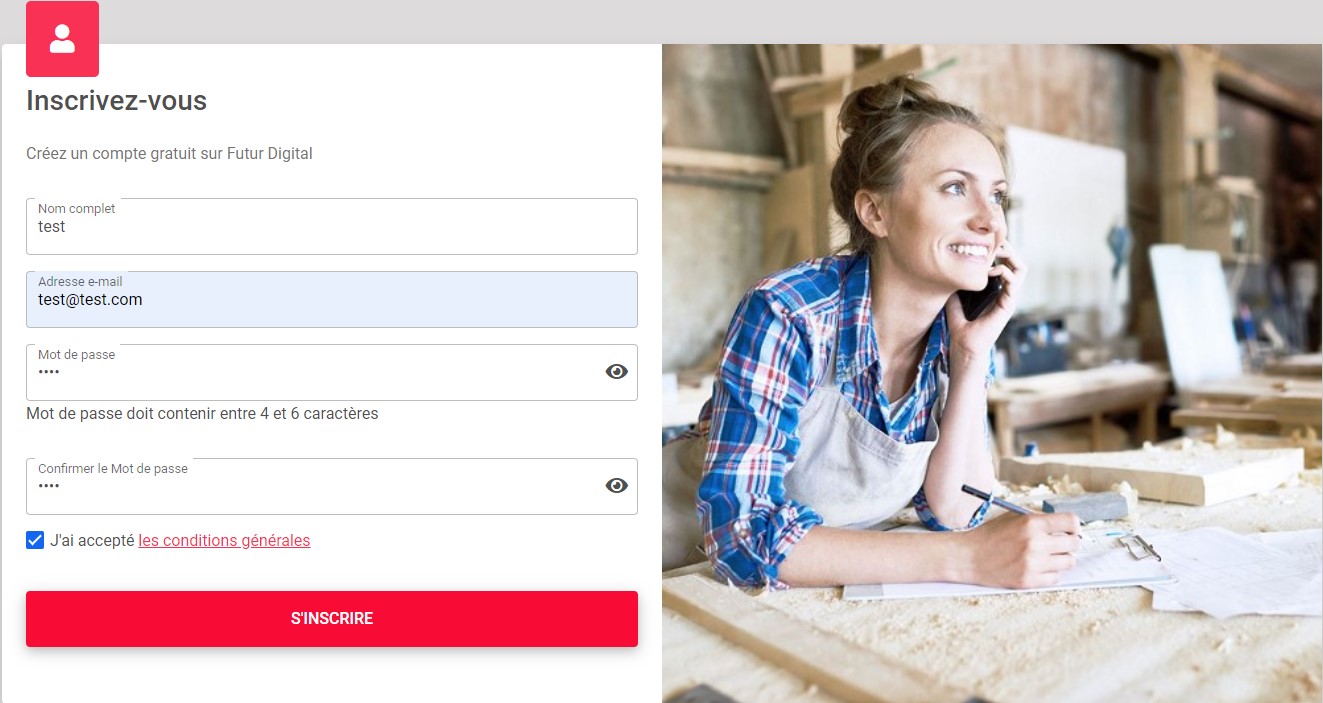 Inscrivez-vous
Créez un compte gratuit sur Futur Digital
Nom complet
test
Adresse e-mail
test@test.com
Mot de passe
••••
Mot de passe doit contenir entre 4 et 6 caractères
Confirmer le Mot de passe
••••
J'ai accepté les conditions générales
S'INSCRIRE